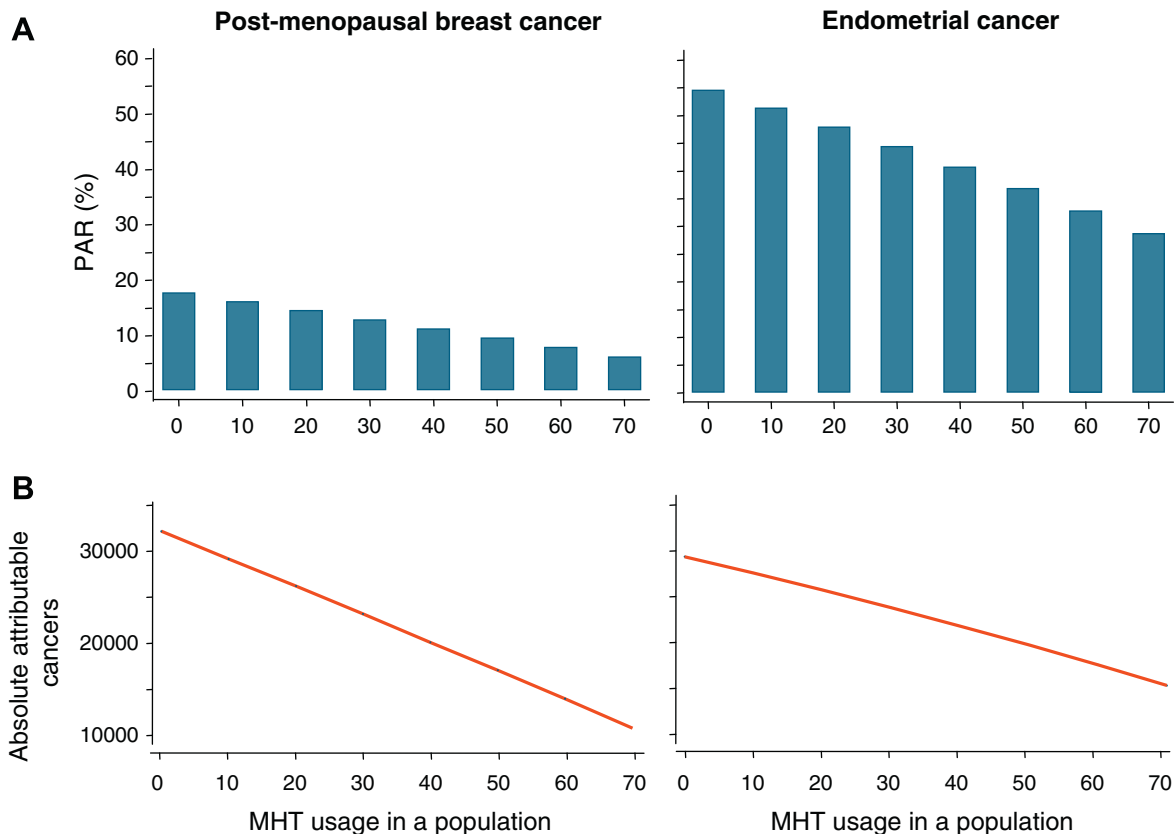 A
Post-menopausal breast cancer
Endometrial cancer
PAR (%)
60
50
40
30
20
10
0
0 10 20 30 40 50 60 70
0 10 20 30 40 50 60 70
B
Absolute attributable
cancers
30000
20000
10000
0 10 20 30 40 50 60 70
0 10 20 30 40 50 60 70
MHT usage in a population
MHT usage in a population